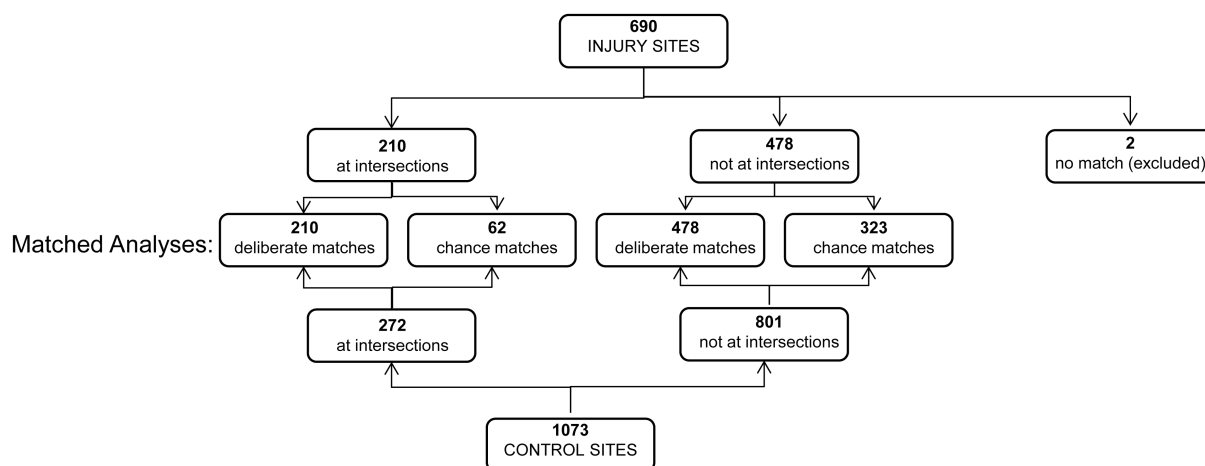 690
INJURY SITES
210
at intersections
478
not at intersections
2
no match (excluded)
Matched Analyses:
210
deliberate matches
62
chance matches
478
deliberate matches
323
chance matches
272
at intersections
801
not at intersections
1073
CONTROL SITES